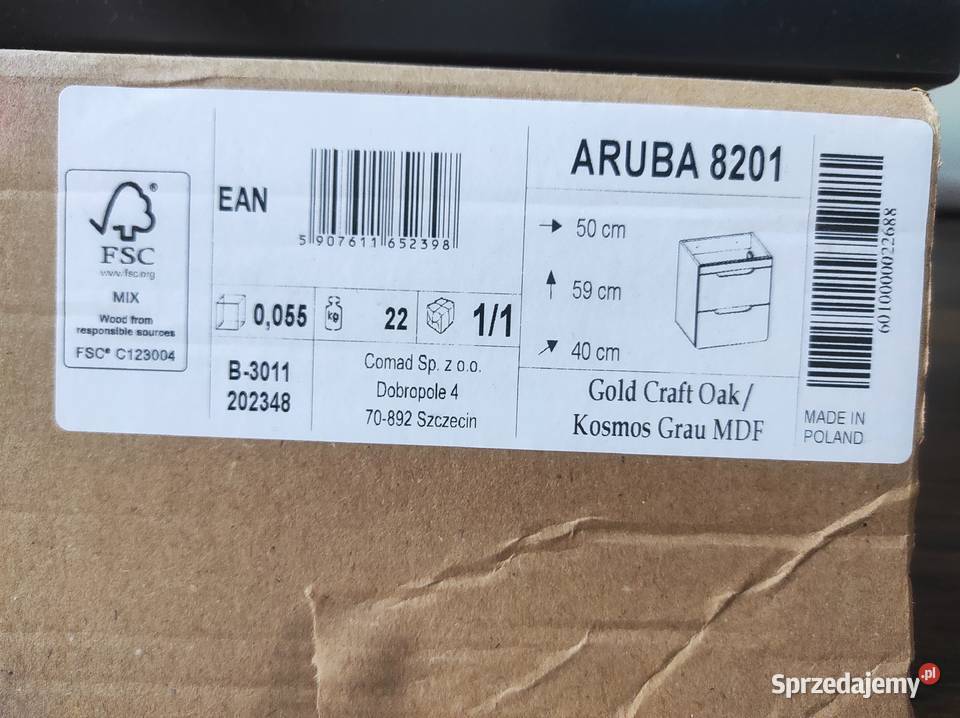 FSC®
www.fsc.org
MIX
Wood from
responsible sources
FSC® C123004
EAN
5 907611 652398
0,055
kg
22
1/1
B-3011
202348
Comad Sp. z o.o.
Dobropole 4
70-892 Szczecin
ARUBA 8201
50 cm
59 cm
40 cm
Gold Craft Oak/
Kosmos Grau MDF
6010000022688
MADE IN
POLAND
Sprzedajemy.pl